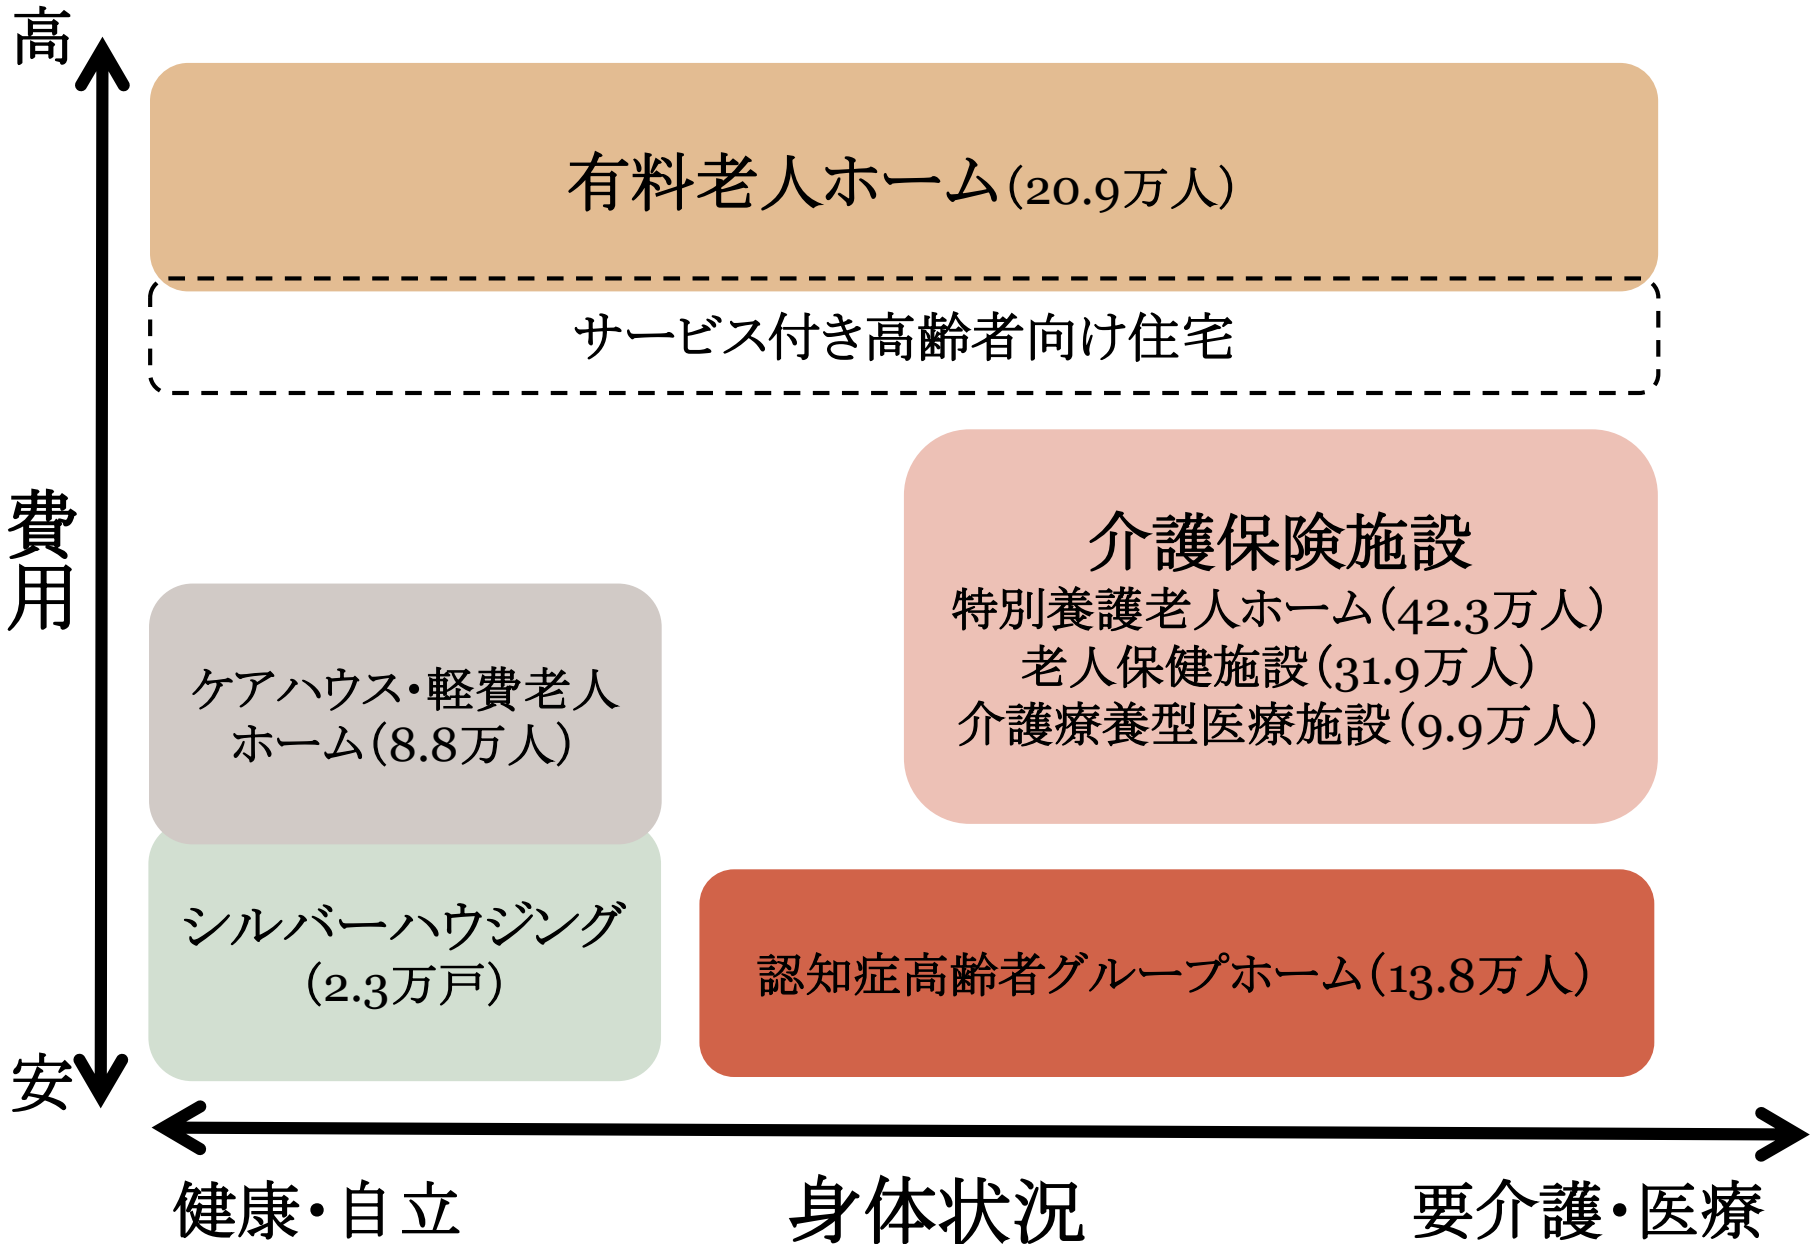 高
有料老人ホーム（20.9万人）
サービス付き高齢者向け住宅
費用
介護保険施設
特別養護老人ホーム（42.3万人）
老人保健施設（31.9万人）
介護療養型医療施設（9.9万人）
ケアハウス・軽費老人
ホーム（8.8万人）
シルバーハウジング
（2.3万戸）
認知症高齢者グループホーム（13.8万人）
安
健康・自立
身体状況
要介護・医療